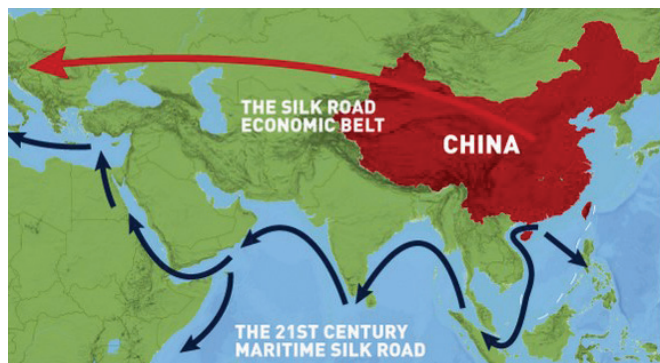 THE SILK ROAD
ECONOMIC BELT
CHINA
THE 21ST CENTURY
MARITIME SILK ROAD